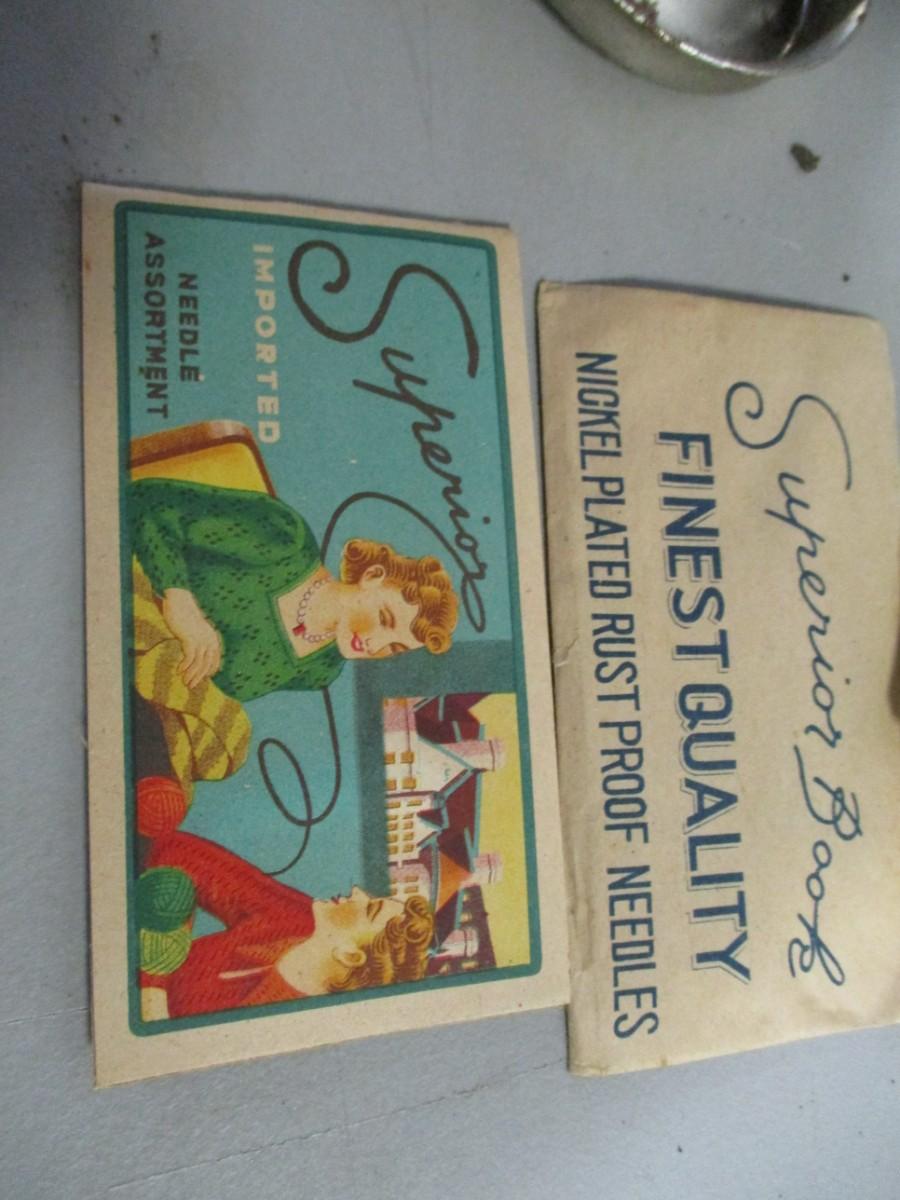 Superior
IMPORTED
NEEDLE
ASSORTMENT
Superior Book
FINEST QUALITY
NICKEL PLATED RUST PROOF NEEDLES